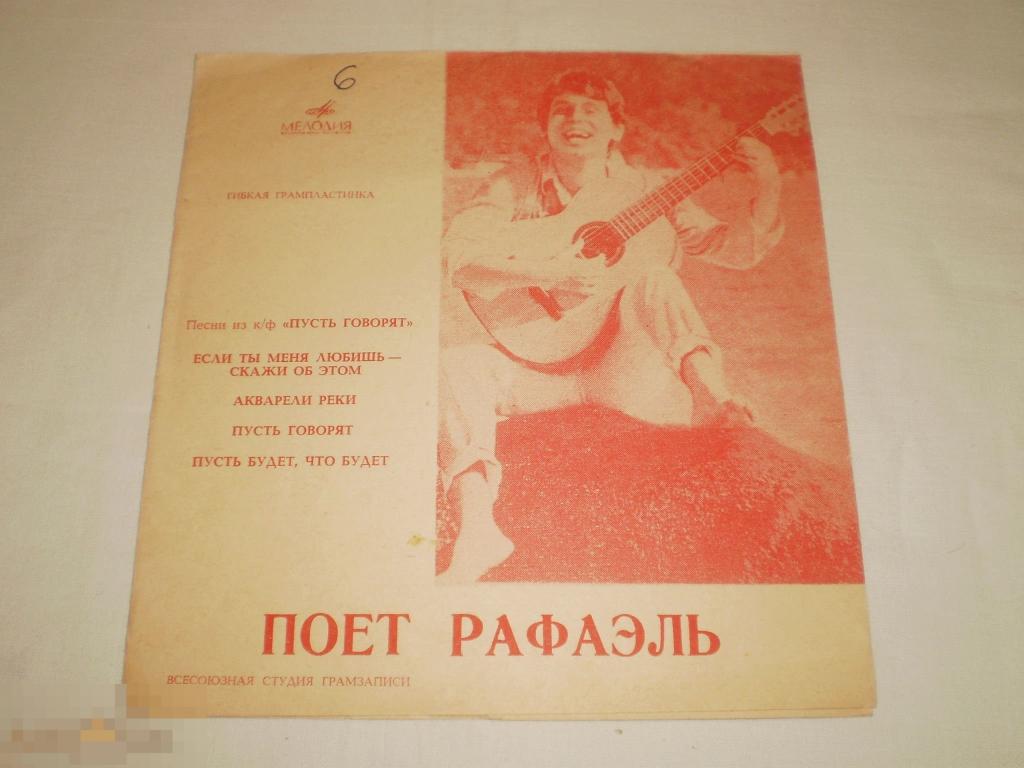 6
МЕЛОДИЯ
ГИБКАЯ ГРАМПЛАСТИНКА
Песни из к/ф «ПУСТЬ ГОВОРЯТ»
ЕСЛИ ТЫ МЕНЯ ЛЮБИШЬ —
СКАЖИ ОБ ЭТОМ
АКВАРЕЛИ РЕКИ
ПУСТЬ ГОВОРЯТ
ПУСТЬ БУДЕТ, ЧТО БУДЕТ
ПОЕТ РАФАЭЛЬ
ВСЕСОЮЗНАЯ СТУДИЯ ГРАМЗАПИСИ